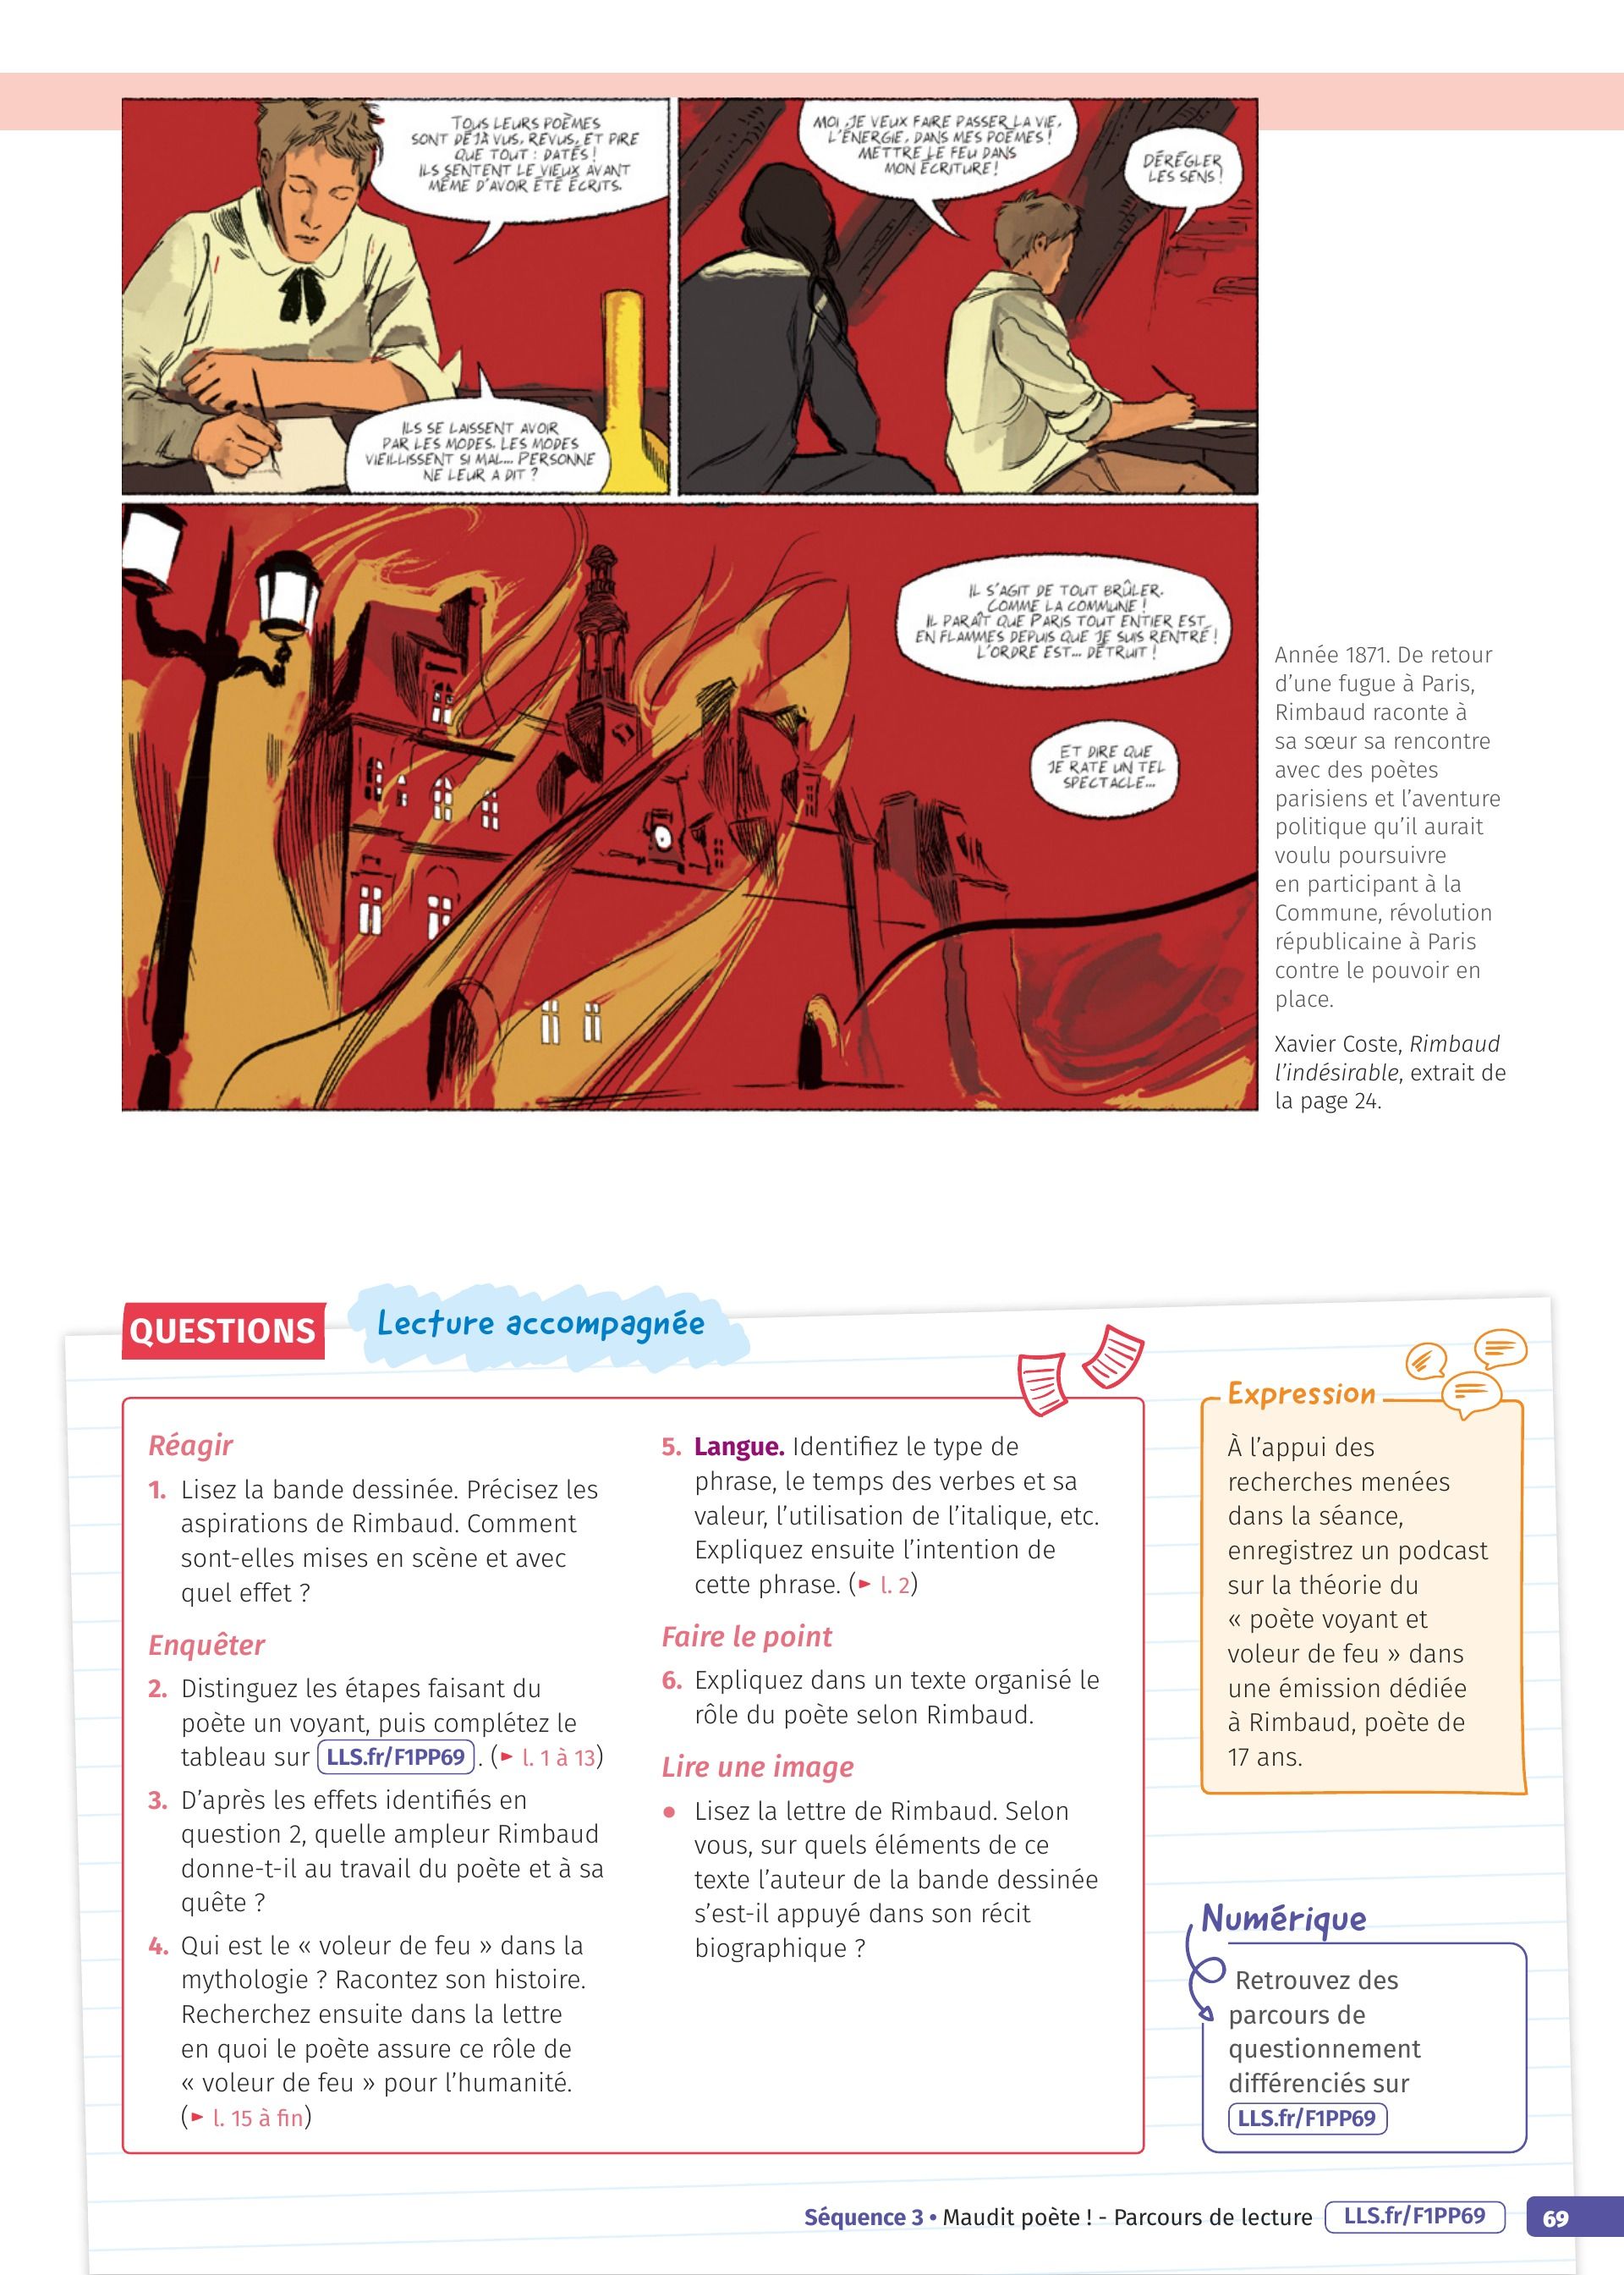 TOUS LEURS POÈMES
SONT DÉJÀ VUS, REVUS, ET PIRE
QUE TOUT : DATÉS !
ILS SENTENT LE VIEUX AVANT
MÊME D'AVOIR ÉTÉ ÉCRITS.
ILS SE LAISSENT AVOIR
PAR LES MODES. LES MODES
VIEILLISSENT SI MAL... PERSONNE
NE LEUR A DIT ?
MOI, JE VEUX FAIRE PASSER LA VIE,
L'ÉNERGIE, DANS MES POÈMES !
METTRE LE FEU DANS
MON ÉCRITURE !
DÉRÉGLER
LES SENS !
IL S'AGIT DE TOUT BRÛLER.
COMME LA COMMUNE !
IL PARAÎT QUE PARIS TOUT ENTIER EST
EN FLAMMES DEPUIS QUE JE SUIS RENTRÉ !
L'ORDRE EST... DÉTRUIT !
ET DIRE QUE
JE RATE UN TEL
SPECTACLE...
Année 1871. De retour
d'une fugue à Paris,
Rimbaud raconte à
sa sœur sa rencontre
avec des poètes
parisiens et l'aventure
politique qu'il aurait
voulu poursuivre
en participant à la
Commune, révolution
républicaine à Paris
contre le pouvoir en
place.
Xavier Coste, Rimbaud
l'indésirable, extrait de
la page 24.
QUESTIONS
Lecture accompagnée
Réagir
1. Lisez la bande dessinée. Précisez les
aspirations de Rimbaud. Comment
sont-elles mises en scène et avec
quel effet ?
Enquêter
2. Distinguez les étapes faisant du
poète un voyant, puis complétez le
tableau sur LLS.fr/F1PP69. (► l. 1 à 13)
3. D'après les effets identifiés en
question 2, quelle ampleur Rimbaud
donne-t-il au travail du poète et à sa
quête ?
4. Qui est le « voleur de feu » dans la
mythologie ? Racontez son histoire.
Recherchez ensuite dans la lettre
en quoi le poète assure ce rôle de
« voleur de feu » pour l'humanité.
(► l. 15 à fin)
5. Langue. Identifiez le type de
phrase, le temps des verbes et sa
valeur, l'utilisation de l'italique, etc.
Expliquez ensuite l'intention de
cette phrase. (► l. 2)
Faire le point
6. Expliquez dans un texte organisé le
rôle du poète selon Rimbaud.
Lire une image
• Lisez la lettre de Rimbaud. Selon
vous, sur quels éléments de ce
texte l'auteur de la bande dessinée
s'est-il appuyé dans son récit
biographique ?
Expression
À l'appui des
recherches menées
dans la séance,
enregistrez un podcast
sur la théorie du
« poète voyant et
voleur de feu » dans
une émission dédiée
à Rimbaud, poète de
17 ans.
Numérique
Retrouvez des
parcours de
questionnement
différenciés sur
LLS.fr/F1PP69
Séquence 3 • Maudit poète ! - Parcours de lecture LLS.fr/F1PP69 69